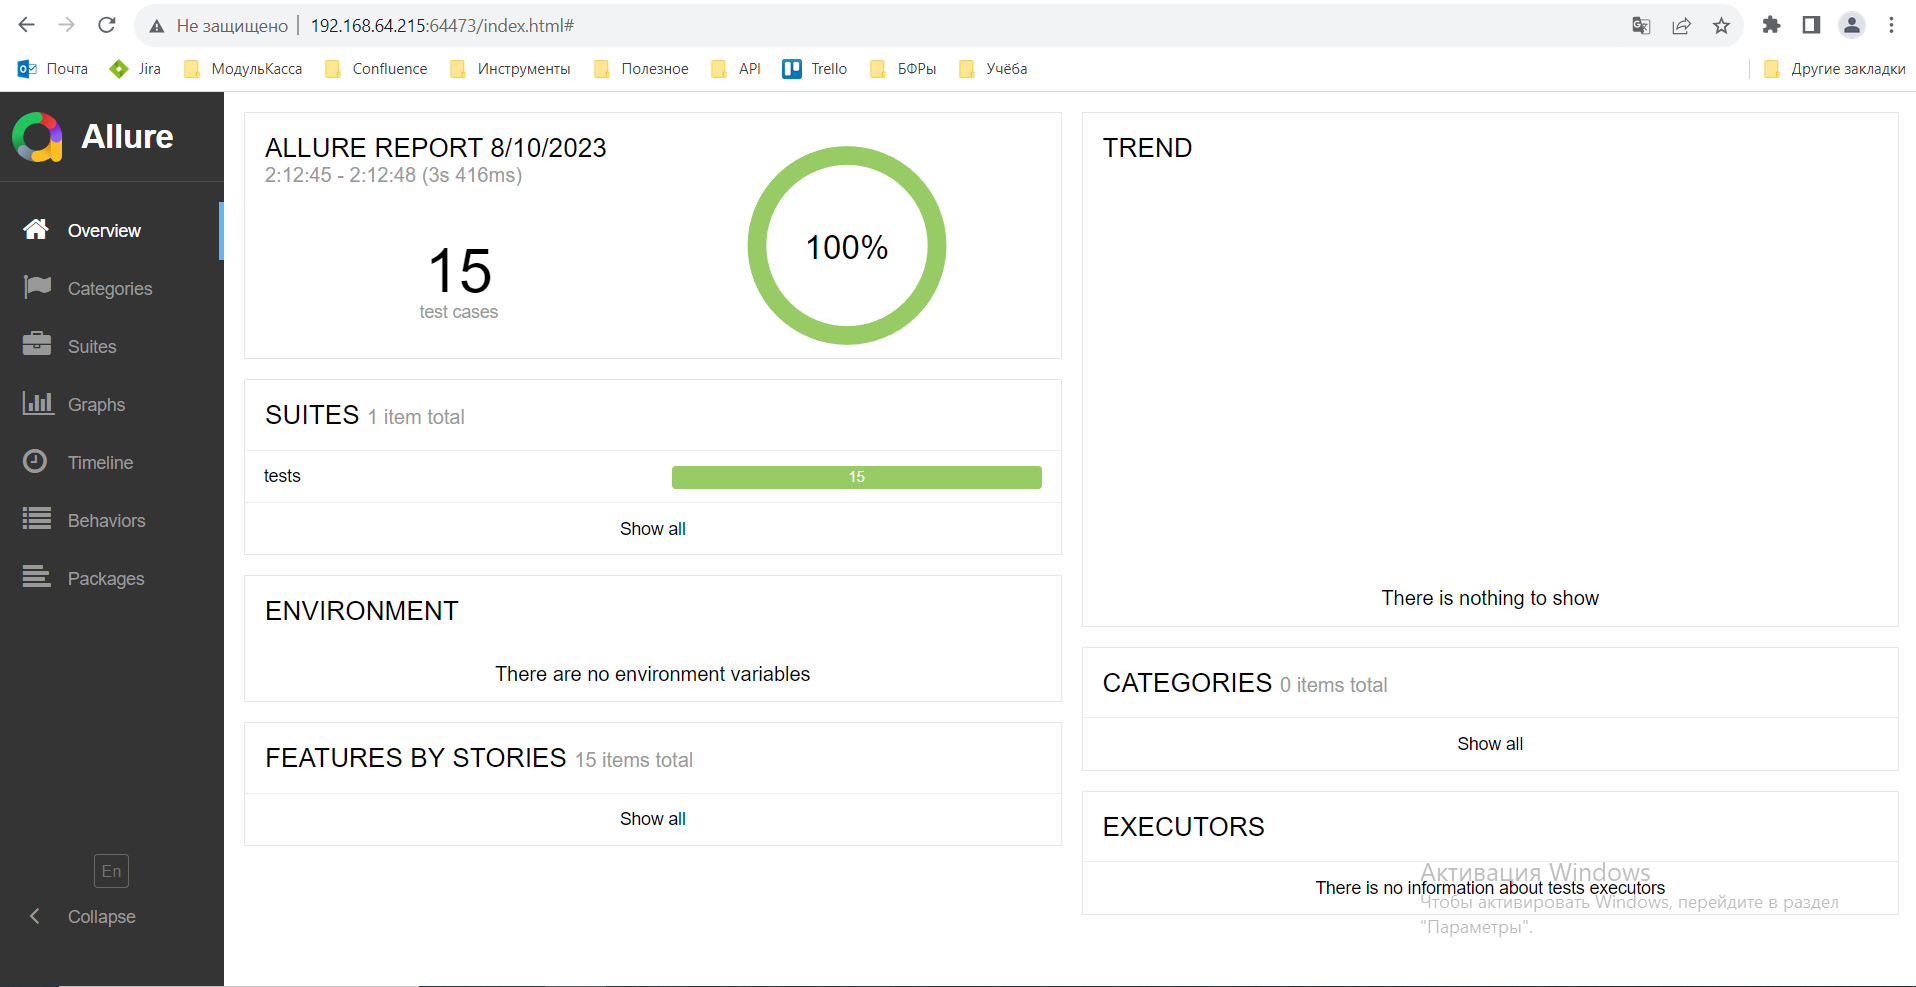 Не защищено | 192.168.64.215:64473/index.html#
Почта Jira МодульКасса Confluence Инструменты Полезное API Trello БФРы Учёба Другие закладки
Allure
Overview
Categories
Suites
Graphs
Timeline
Behaviors
Packages
En
Collapse
ALLURE REPORT 8/10/2023
2:12:45 - 2:12:48 (3s 416ms)
15
test cases
100%
SUITES 1 item total
tests 15
Show all
ENVIRONMENT
There are no environment variables
FEATURES BY STORIES 15 items total
Show all
TREND
There is nothing to show
CATEGORIES 0 items total
Show all
EXECUTORS
There is no information about tests executors
Активация Windows
Чтобы активировать Windows, перейдите в раздел
"Параметры".